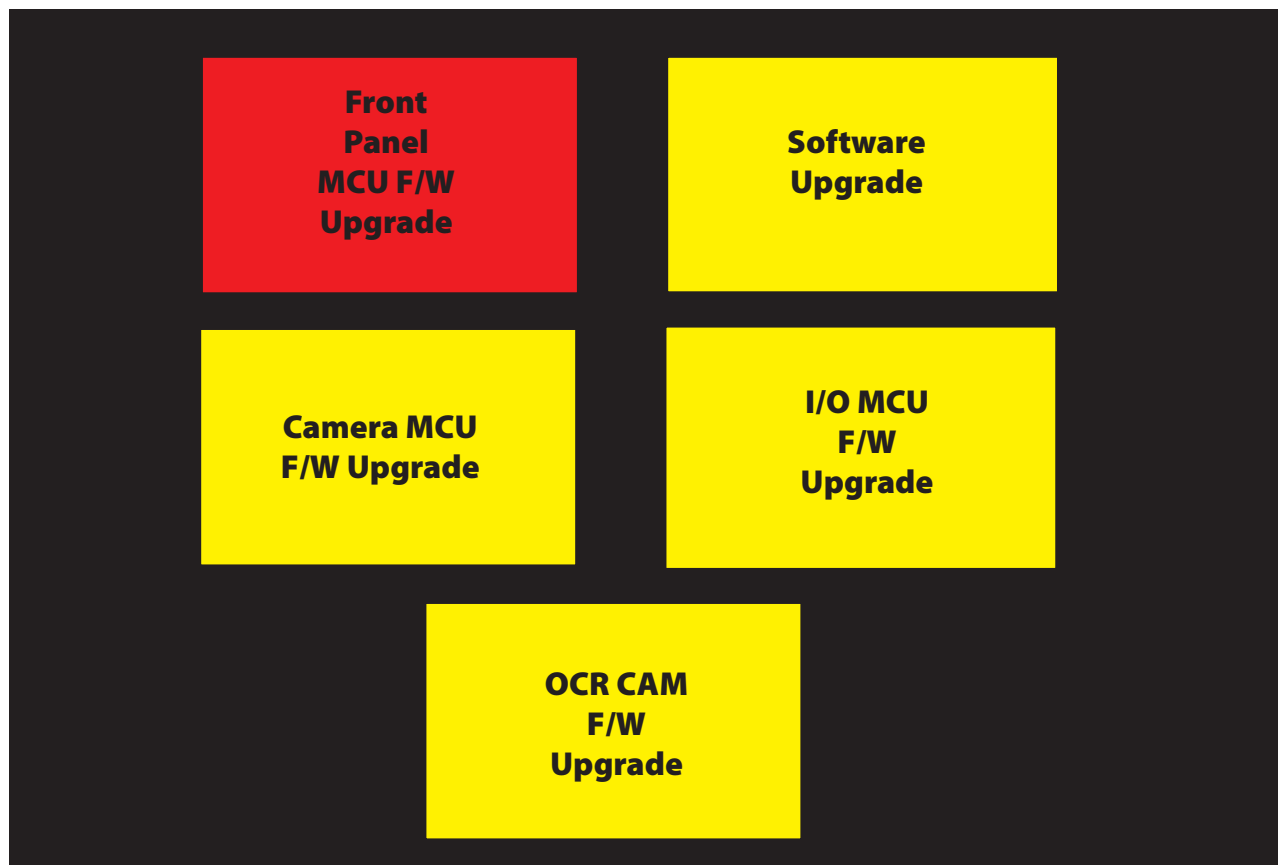 Front
Panel
MCU F/W
Upgrade
Software
Upgrade
Camera MCU
F/W Upgrade
I/O MCU
F/W
Upgrade
OCR CAM
F/W
Upgrade